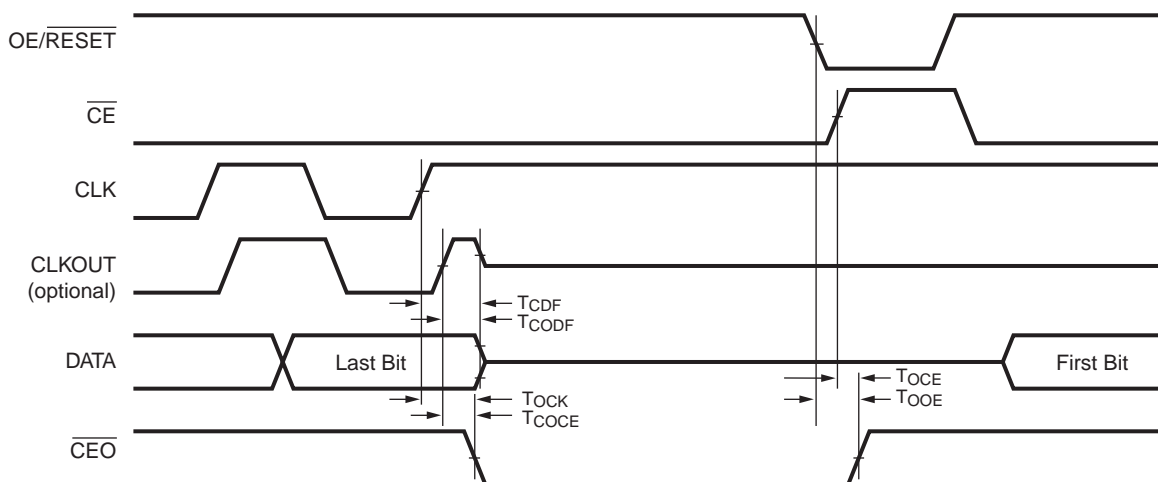 OE/RESET
CE
CLK
CLKOUT
(optional)
TCDF
TCODF
DATA
Last Bit
First Bit
TOCE
TOOE
TOCK
TCOCE
CEO